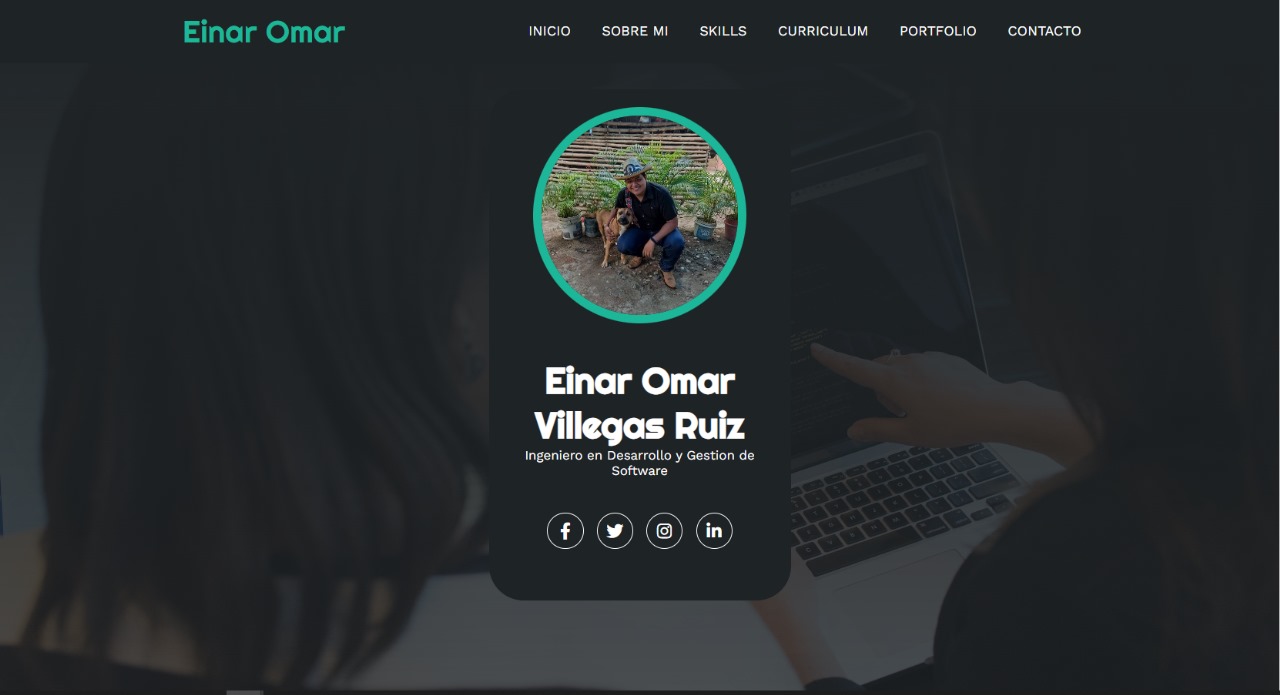 Einar Omar
INICIO SOBRE MI SKILLS CURRICULUM PORTFOLIO CONTACTO
Einar Omar
Villegas Ruiz
Ingeniero en Desarrollo y Gestion de
Software